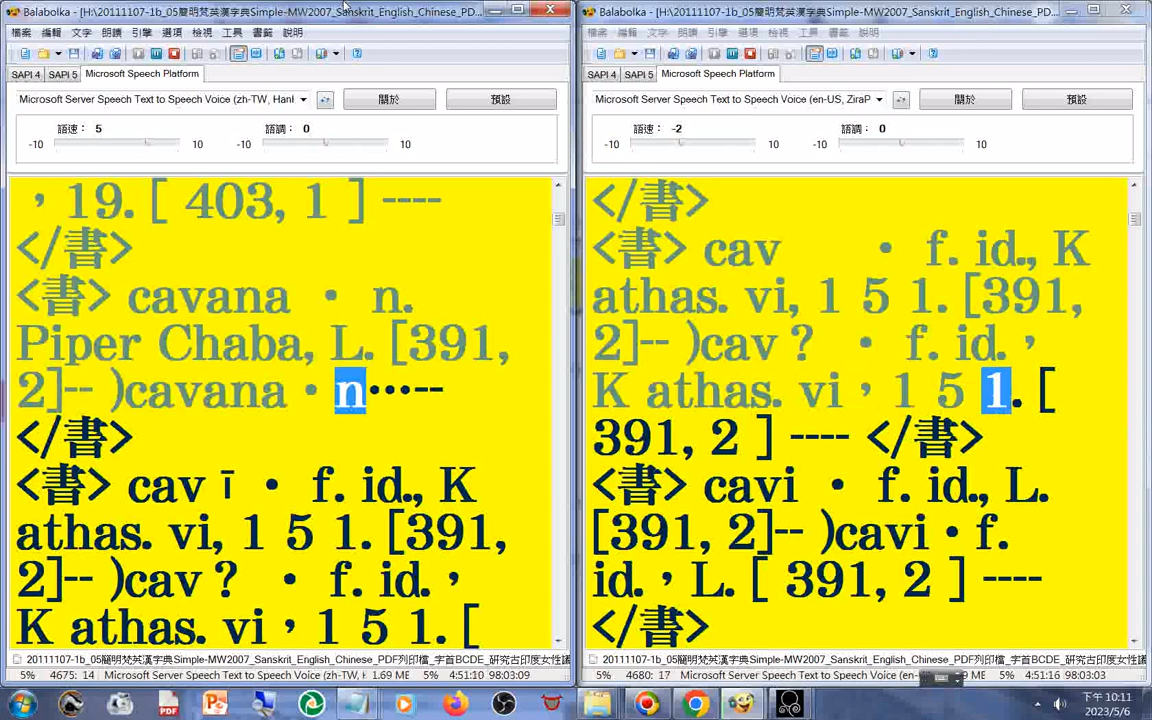 Balabolka - [H:\20111107-1b_05簡明梵英漢字典Simple-MW2007_Sanskrit_English_Chinese_PD...
檔案 編輯 文字 朗讀 引擎 選項 檢視 工具 書籤 說明
SAPI 4 SAPI 5 Microsoft Speech Platform
Microsoft Server Speech Text to Speech Voice (zh-TW, Hanl 關於 預設
語速： 5 語調： 0
-10 10 -10 10
，19. [ 403, 1 ] ----
</書>
<書> cavana • n.
Piper Chaba, L. [391,
2]-- )cavana • n…--
</書>
<書> cav ī • f. id., K
athas. vi, 1 5 1. [391,
2]-- )cav？ • f. id.，
K athas. vi，1 5 1. [
20111107-1b_05簡明梵英漢字典Simple-MW2007_Sanskrit_English_Chinese_PDF列印檔_字首BCDE_研究古印度女性議
5% 4675: 14 Microsoft Server Speech Text to Speech Voice (zh-TW, H 1.69 ME 5% 4:51:10 98:03:09
Balabolka - [H:\20111107-1b_05簡明梵英漢字典Simple-MW2007_Sanskrit_English_Chinese_PD...
檔案 編輯 文字 朗讀 引擎 選項 檢視 工具 書籤 說明
SAPI 4 SAPI 5 Microsoft Speech Platform
Microsoft Server Speech Text to Speech Voice (en-US, ZiraP 關於 預設
語速： -2 語調： 0
-10 10 -10 10
</書>
<書> cav • f. id., K
athas. vi, 1 5 1. [391,
2]-- )cav？ • f. id.，
K athas. vi，1 5 1. [
391, 2 ] ---- </書>
<書> cavi • f. id., L.
[391, 2]-- )cavi • f.
id.，L. [ 391, 2 ] ----
</書>
20111107-1b_05簡明梵英漢字典Simple-MW2007_Sanskrit_English_Chinese_PDF列印檔_字首BCDE_研究古印度女性議
5% 4680: 17 Microsoft Server Speech Text to Speech Voice 1.69 ME 5% 4:51:16 98:03:03
下午 10:11
2023/5/6